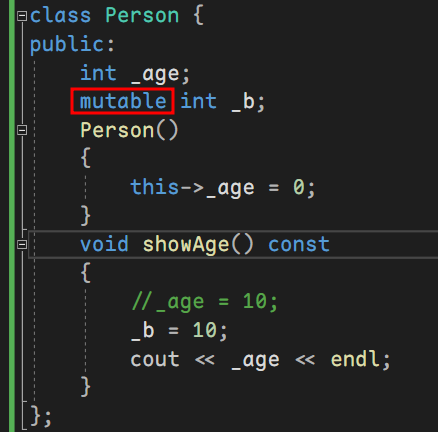 class Person {
public:
    int _age;
    mutable int _b;
    Person()
    {
        this->_age = 0;
    }
    void showAge() const
    {
        //_age = 10;
        _b = 10;
        cout << _age << endl;
    }
};